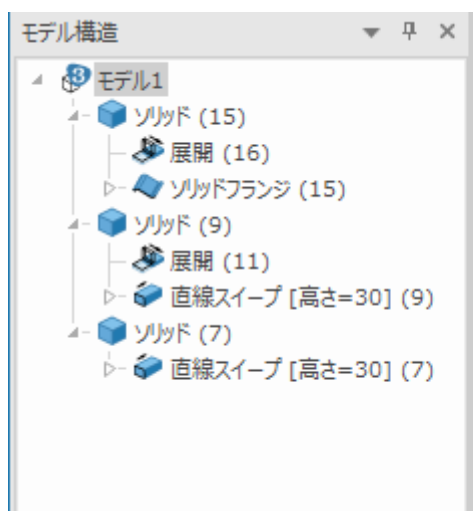 モデル構造
モデル1
ソリッド (15)
展開 (16)
ソリッドフランジ (15)
ソリッド (9)
展開 (11)
直線スイープ [高さ=30] (9)
ソリッド (7)
直線スイープ [高さ=30] (7)